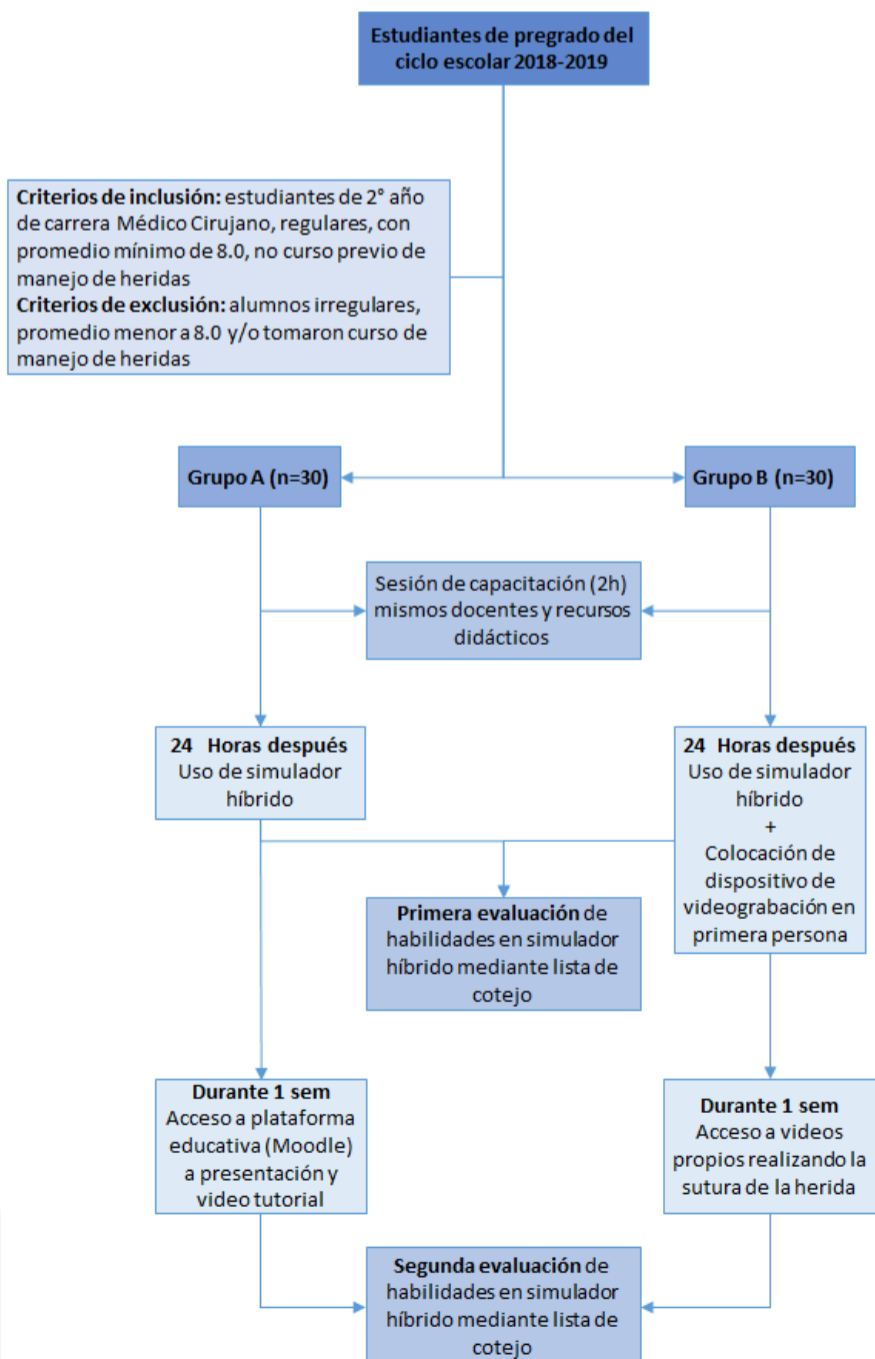 Estudiantes de pregrado del
ciclo escolar 2018-2019
Criterios de inclusión: estudiantes de 2° año
de carrera Médico Cirujano, regulares, con
promedio mínimo de 8.0, no curso previo de
manejo de heridas
Criterios de exclusión: alumnos irregulares,
promedio menor a 8.0 y/o tomaron curso de
manejo de heridas
Grupo A (n=30)
Grupo B (n=30)
Sesión de capacitación (2h)
mismos docentes y recursos
didácticos
24 Horas después
Uso de simulador
híbrido
24 Horas después
Uso de simulador
híbrido
+
Colocación de
dispositivo de
videograbación en
primera persona
Primera evaluación de
habilidades en simulador
híbrido mediante lista de
cotejo
Durante 1 sem
Acceso a plataforma
educativa (Moodle)
a presentación y
video tutorial
Durante 1 sem
Acceso a videos
propios realizando la
sutura de la herida
Segunda evaluación de
habilidades en simulador
híbrido mediante lista de
cotejo